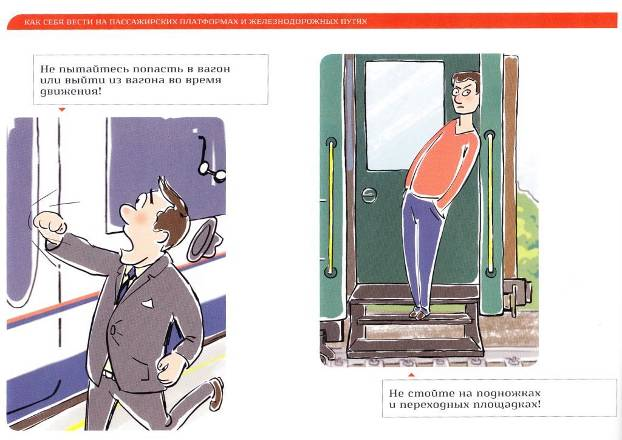 КАК СЕБЯ ВЕСТИ НА ПАССАЖИРСКИХ ПЛАТФОРМАХ И ЖЕЛЕЗНОДОРОЖНЫХ ПУТЯХ
Не пытайтесь попасть в вагон
или выйти из вагона во время
движения!
Не стойте на подножках
и переходных площадках!